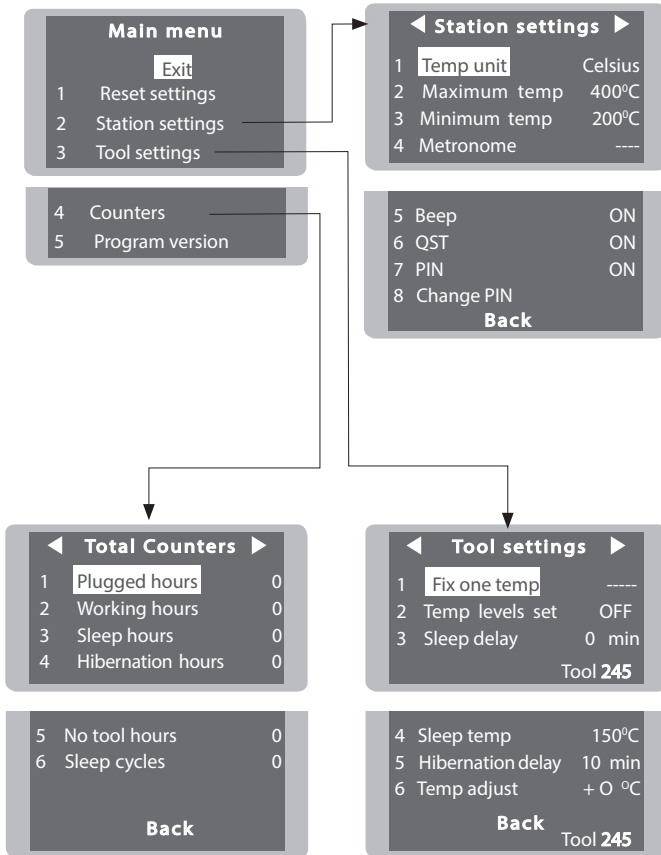 Main menu
Exit
1 Reset settings
2 Station settings
3 Tool settings
4 Counters
5 Program version
Station settings
1 Temp unit Celsius
2 Maximum temp 400⁰C
3 Minimum temp 200⁰C
4 Metronome ----
5 Beep ON
6 QST ON
7 PIN ON
8 Change PIN
Back
Total Counters
1 Plugged hours 0
2 Working hours 0
3 Sleep hours 0
4 Hibernation hours 0
5 No tool hours 0
6 Sleep cycles 0
Back
Tool settings
1 Fix one temp -----
2 Temp levels set OFF
3 Sleep delay 0 min
Tool 245
4 Sleep temp 150⁰C
5 Hibernation delay 10 min
6 Temp adjust + O ⁰C
Back
Tool 245